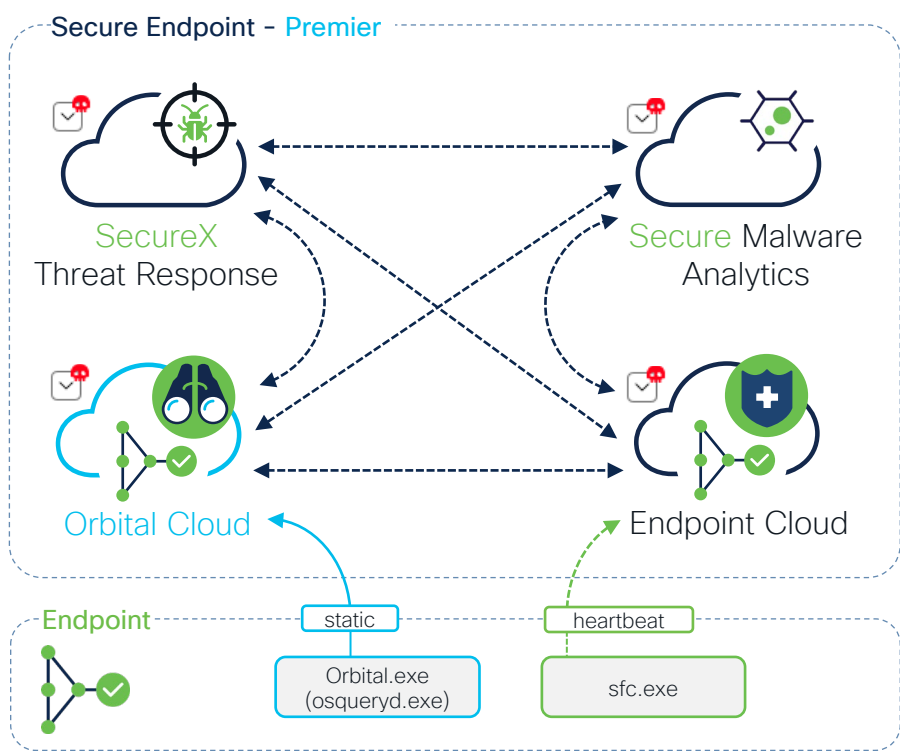 Secure Endpoint - Premier
SecureX
Threat Response
Secure Malware
Analytics
Orbital Cloud
Endpoint Cloud
Endpoint
static
heartbeat
Orbital.exe
(osqueryd.exe)
sfc.exe